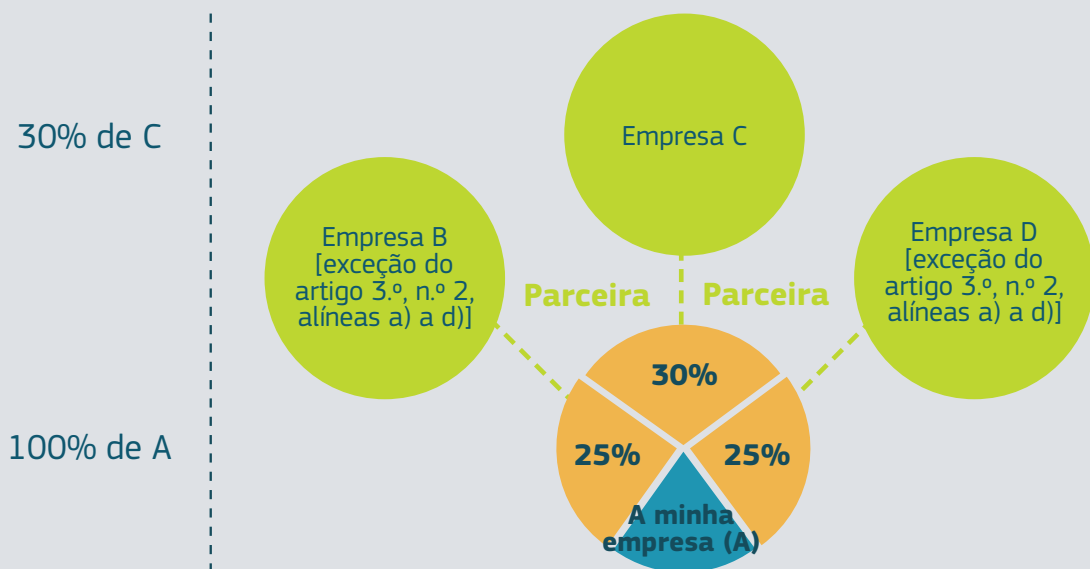 30% de C
Empresa C
Empresa B
[exceção do
artigo 3.º, n.º 2,
alíneas a) a d)]
Empresa D
[exceção do
artigo 3.º, n.º 2,
alíneas a) a d)]
Parceira
Parceira
30%
100% de A
25%
25%
A minha
empresa (A)